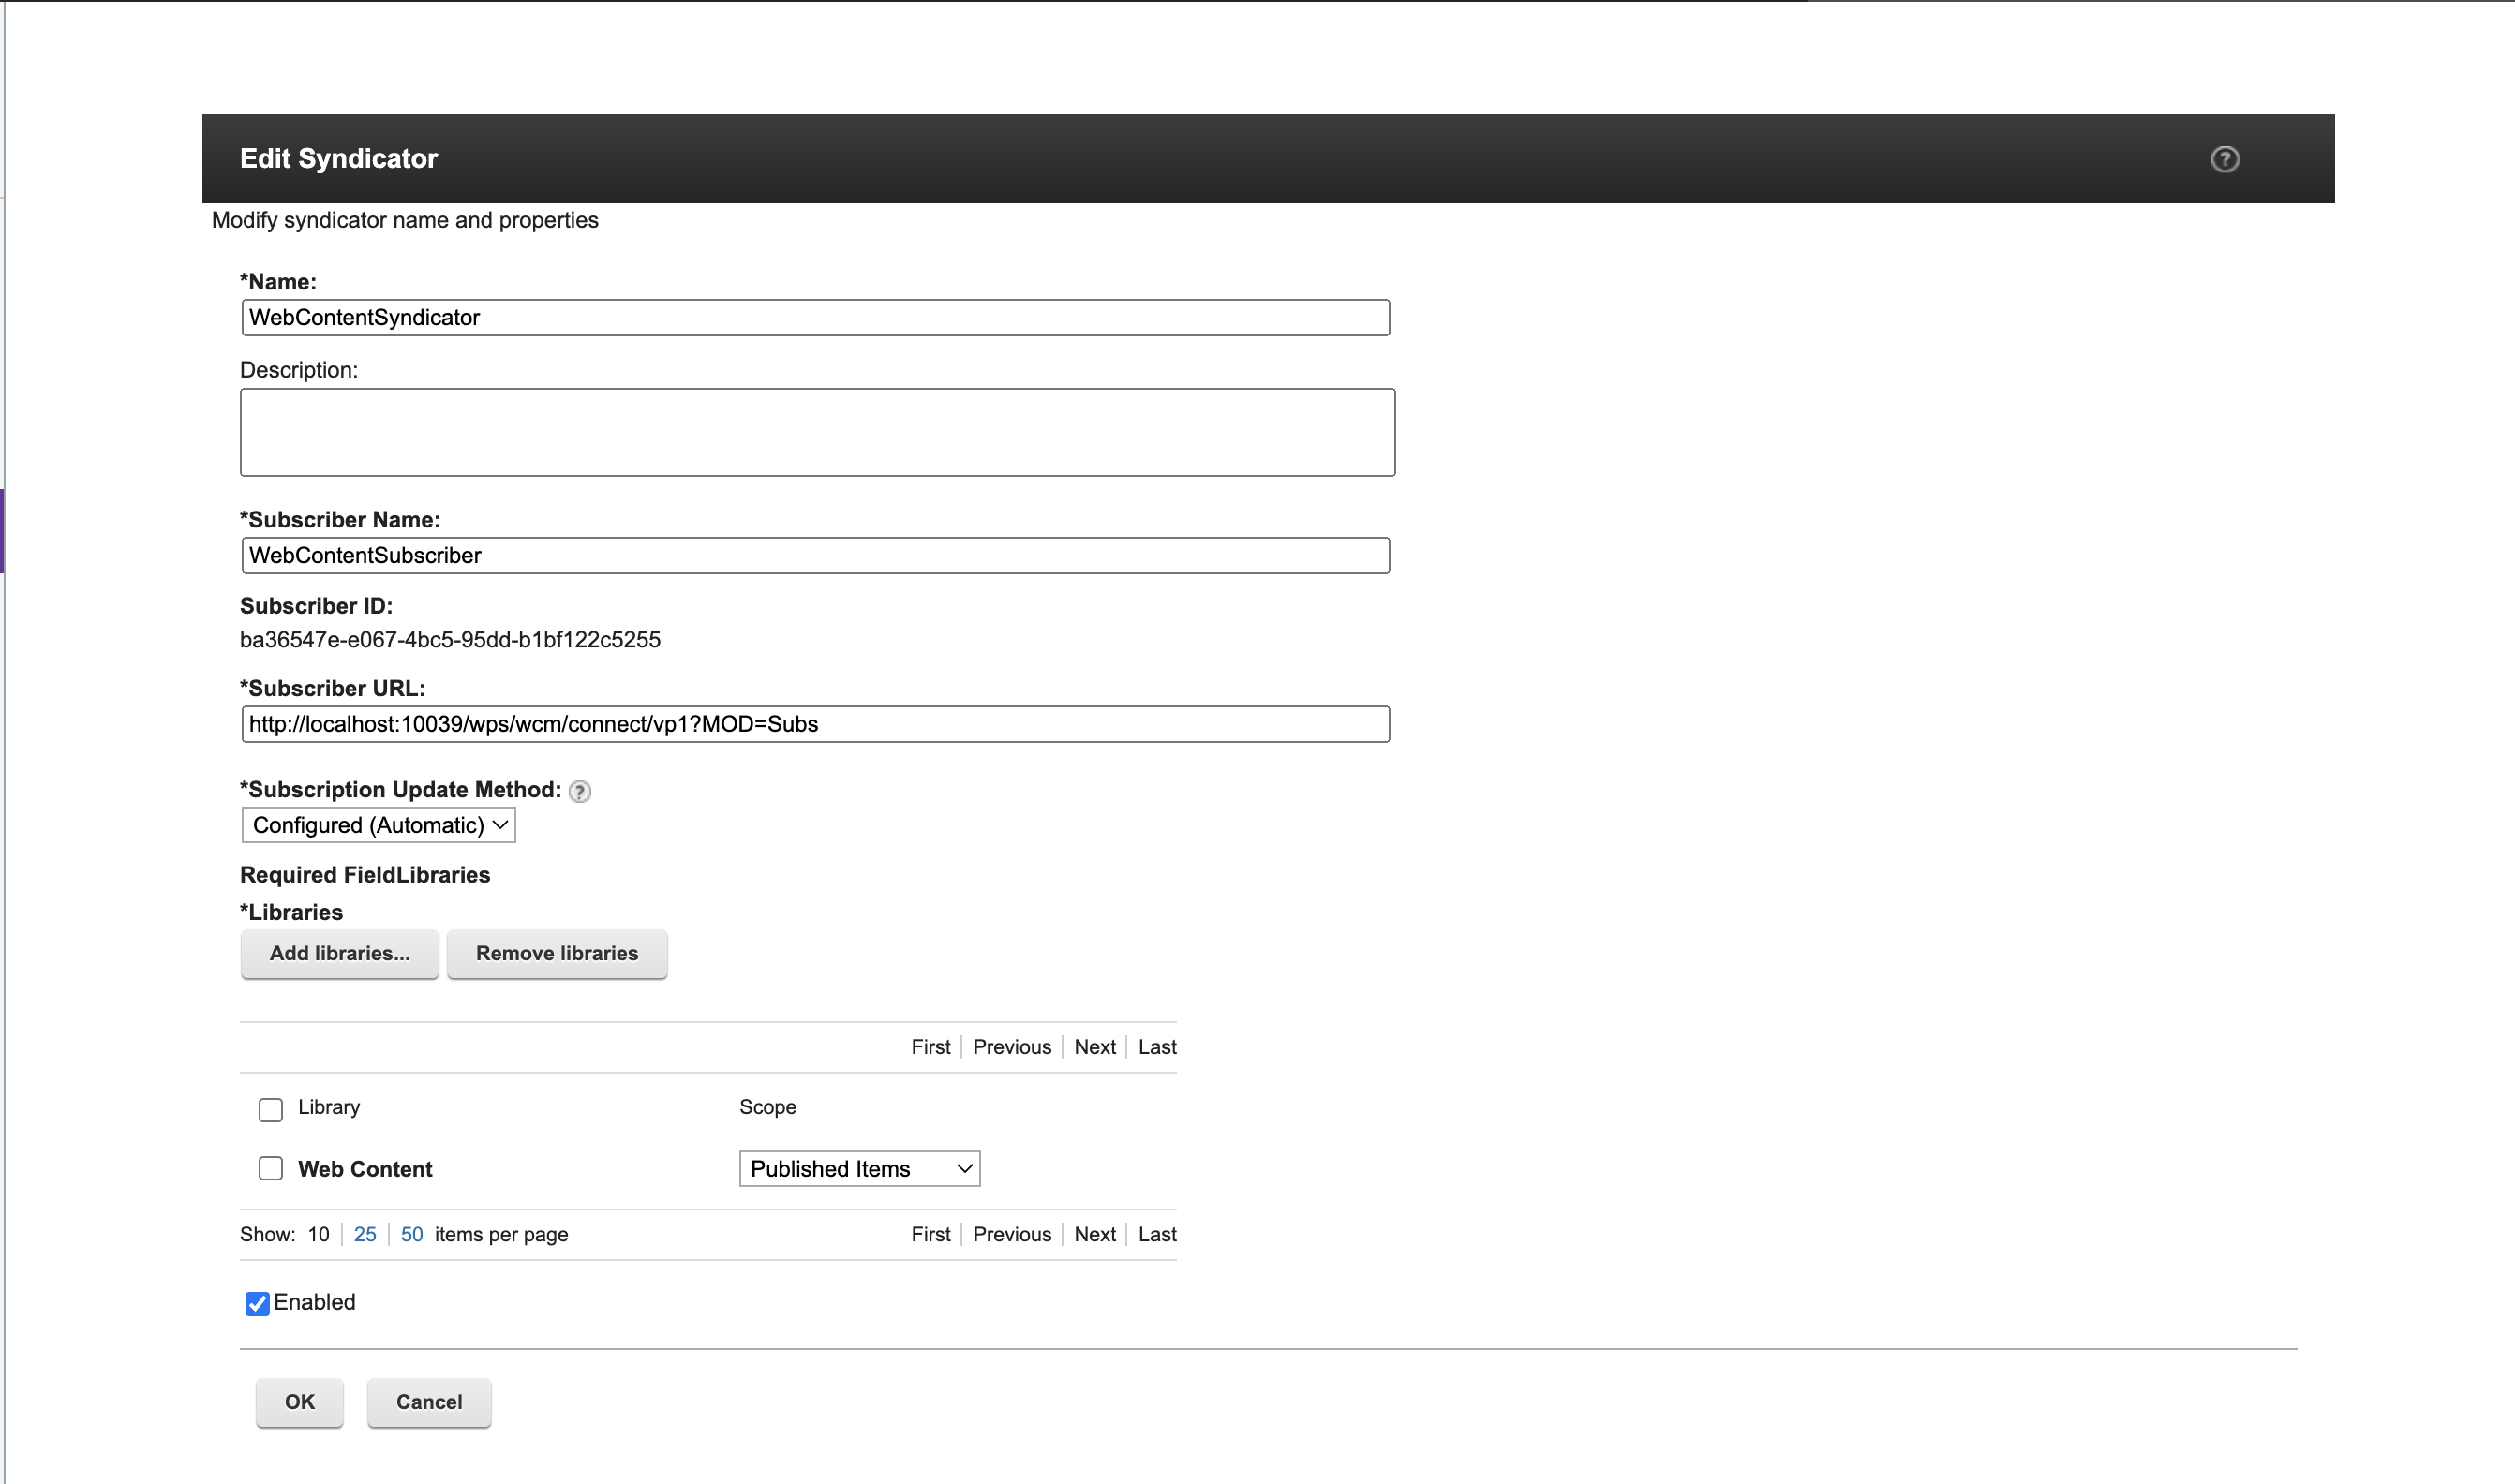 Edit Syndicator
Modify syndicator name and properties
*Name:
WebContentSyndicator
Description:
*Subscriber Name:
WebContentSubscriber
Subscriber ID:
ba36547e-e067-4bc5-95dd-b1bf122c5255
*Subscriber URL:
http://localhost:10039/wps/wcm/connect/vp1?MOD=Subs
*Subscription Update Method: ?
Configured (Automatic)
Required FieldLibraries
*Libraries
Add libraries... Remove libraries
First Previous Next Last
Library Scope
Web Content Published Items
Show: 10 25 50 items per page First Previous Next Last
Enabled
OK Cancel